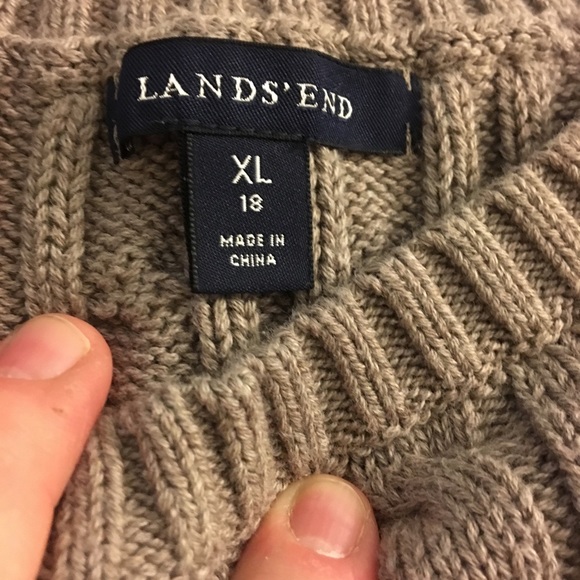 LANDS' END
XL
18
MADE IN
CHINA